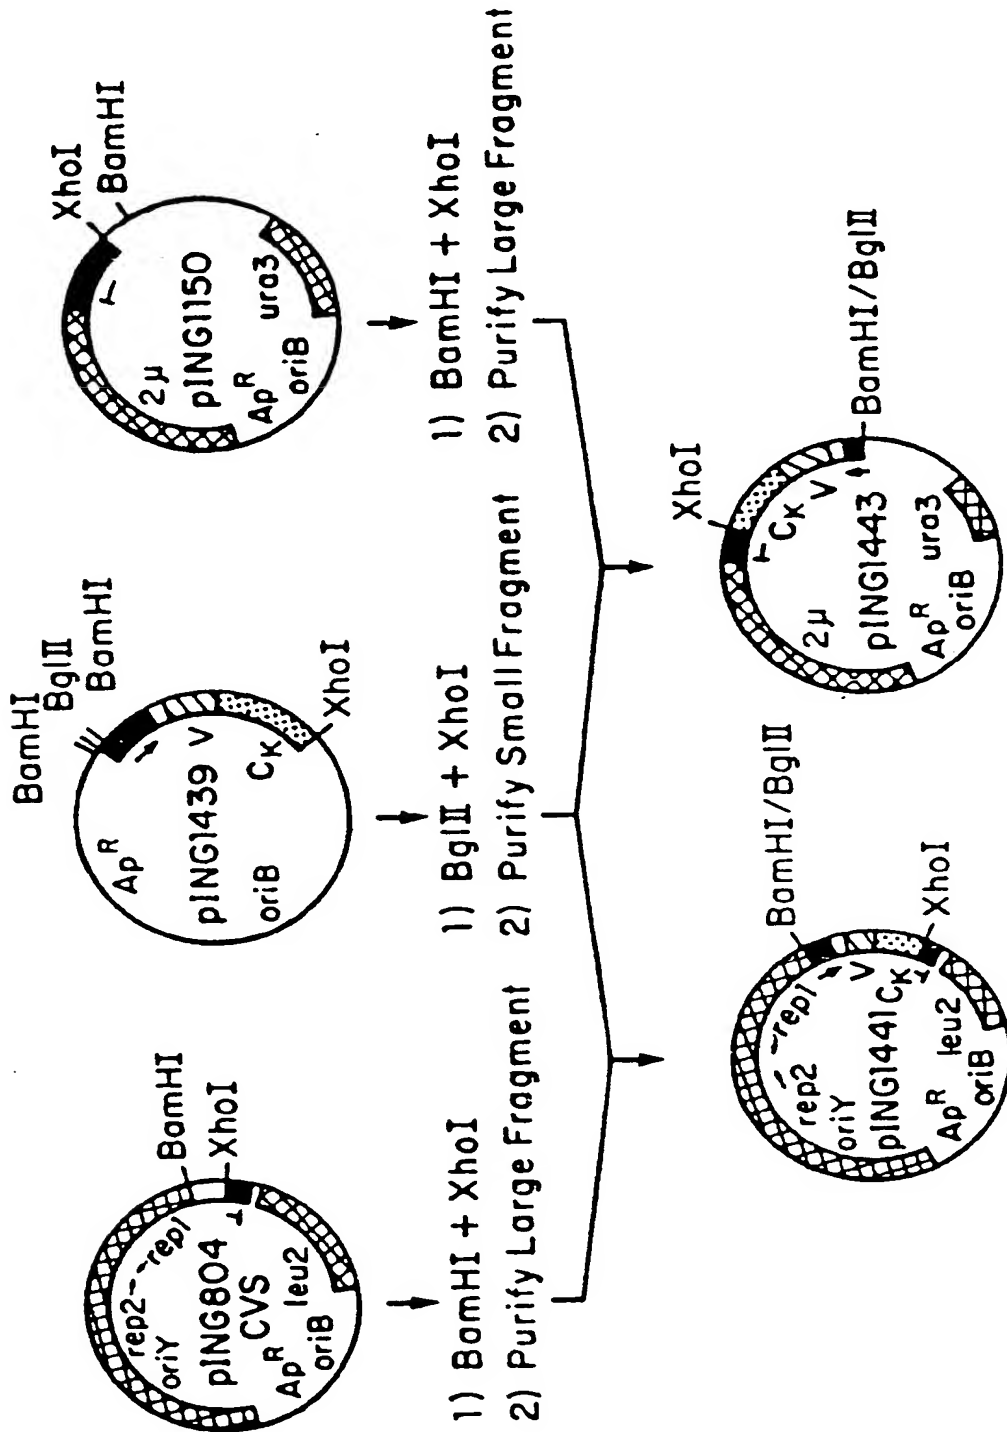 BamHI
XhoI
rep2
rep1
oriY
pING804
CVS
Ap^R
leu2
oriB
1) BamHI + XhoI
2) Purify Large Fragment
BamHI
BglII
BamHI
Ap^R
pING1439
V
Cκ
oriB
XhoI
1) BglII + XhoI
2) Purify Small Fragment
XhoI
BamHI
2μ
T
pING1150
Ap^R
ura3
oriB
1) BamHI + XhoI
2) Purify Large Fragment
BamHI/BglII
rep2
rep1
oriY
V
pING1441
Cκ
XhoI
Ap^R
leu2
oriB
XhoI
T
Cκ
2μ
V
pING1443
BamHI/BglII
Ap^R
ura3
oriB